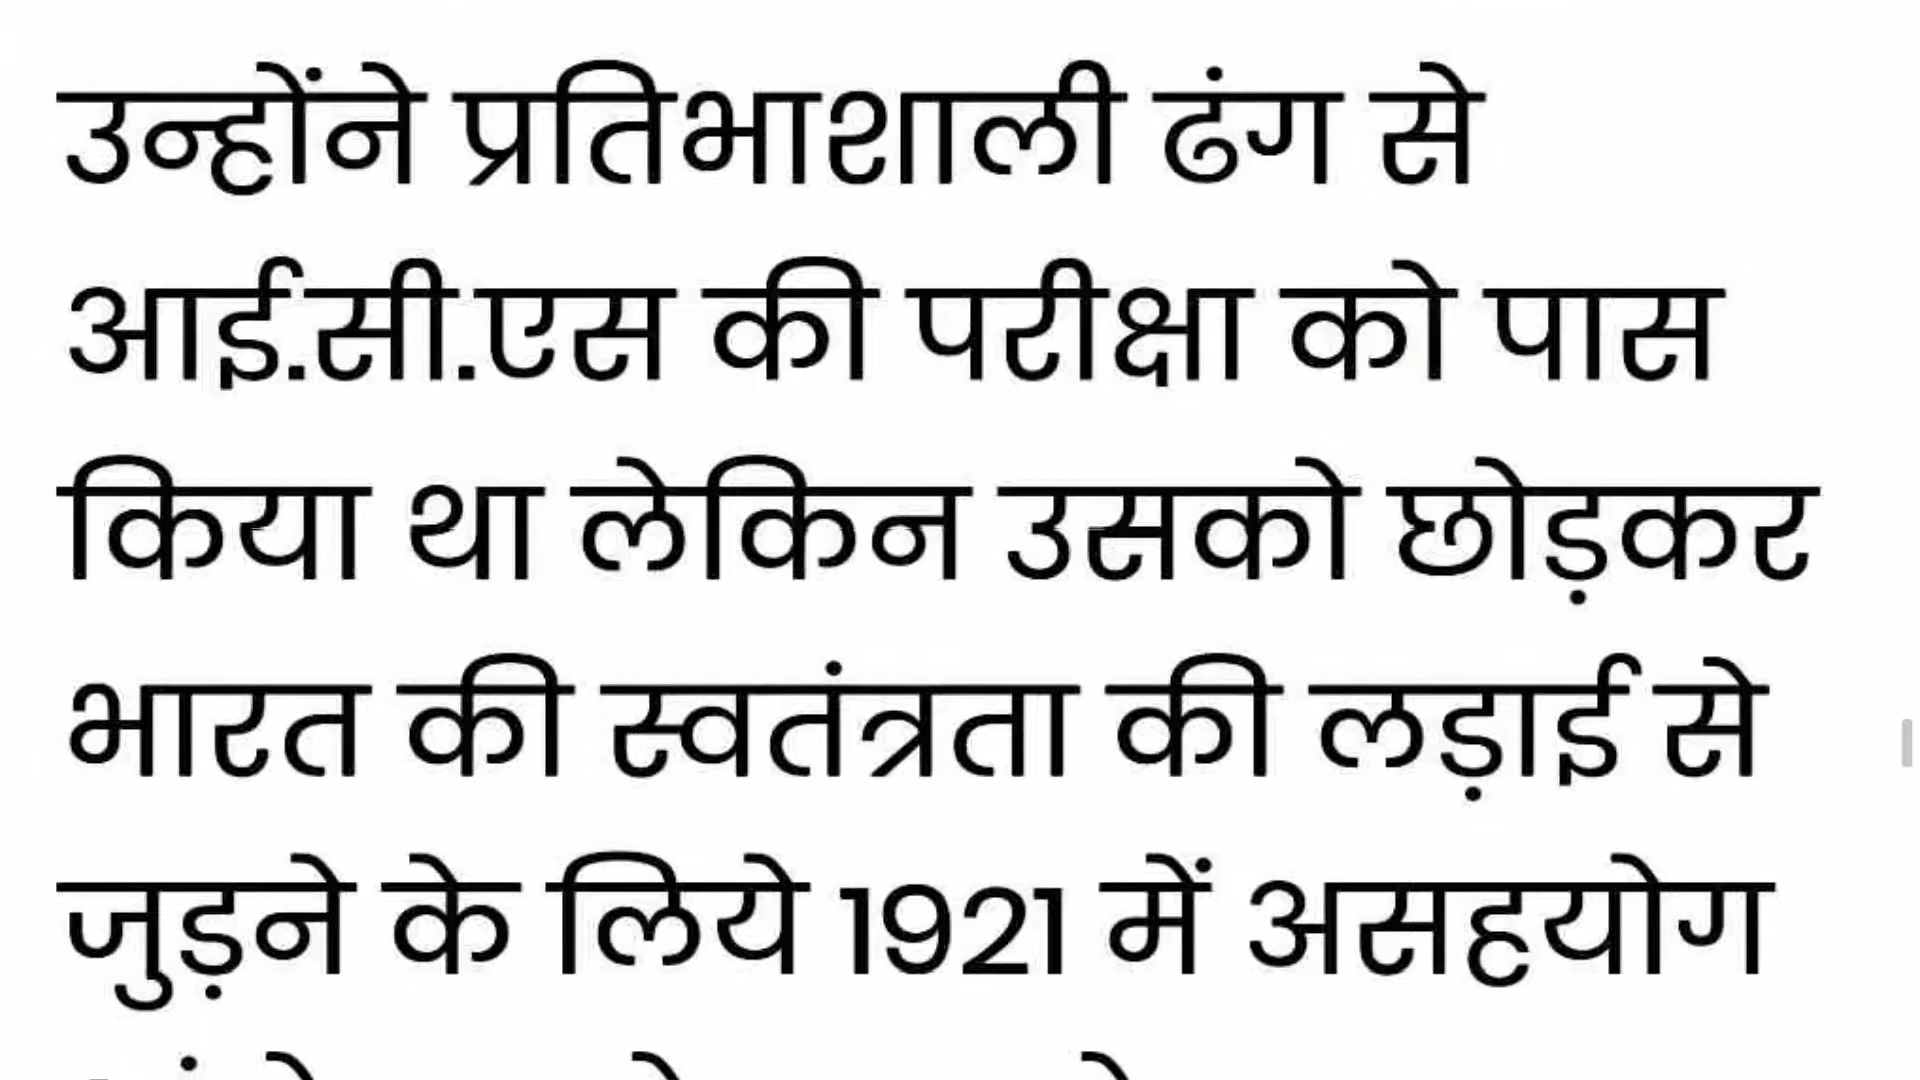 उन्होंने प्रतिभाशाली ढंग से
आई.सी.एस की परीक्षा को पास
किया था लेकिन उसको छोड़कर
भारत की स्वतंत्रता की लड़ाई से
जुड़ने के लिये 1921 में असहयोग